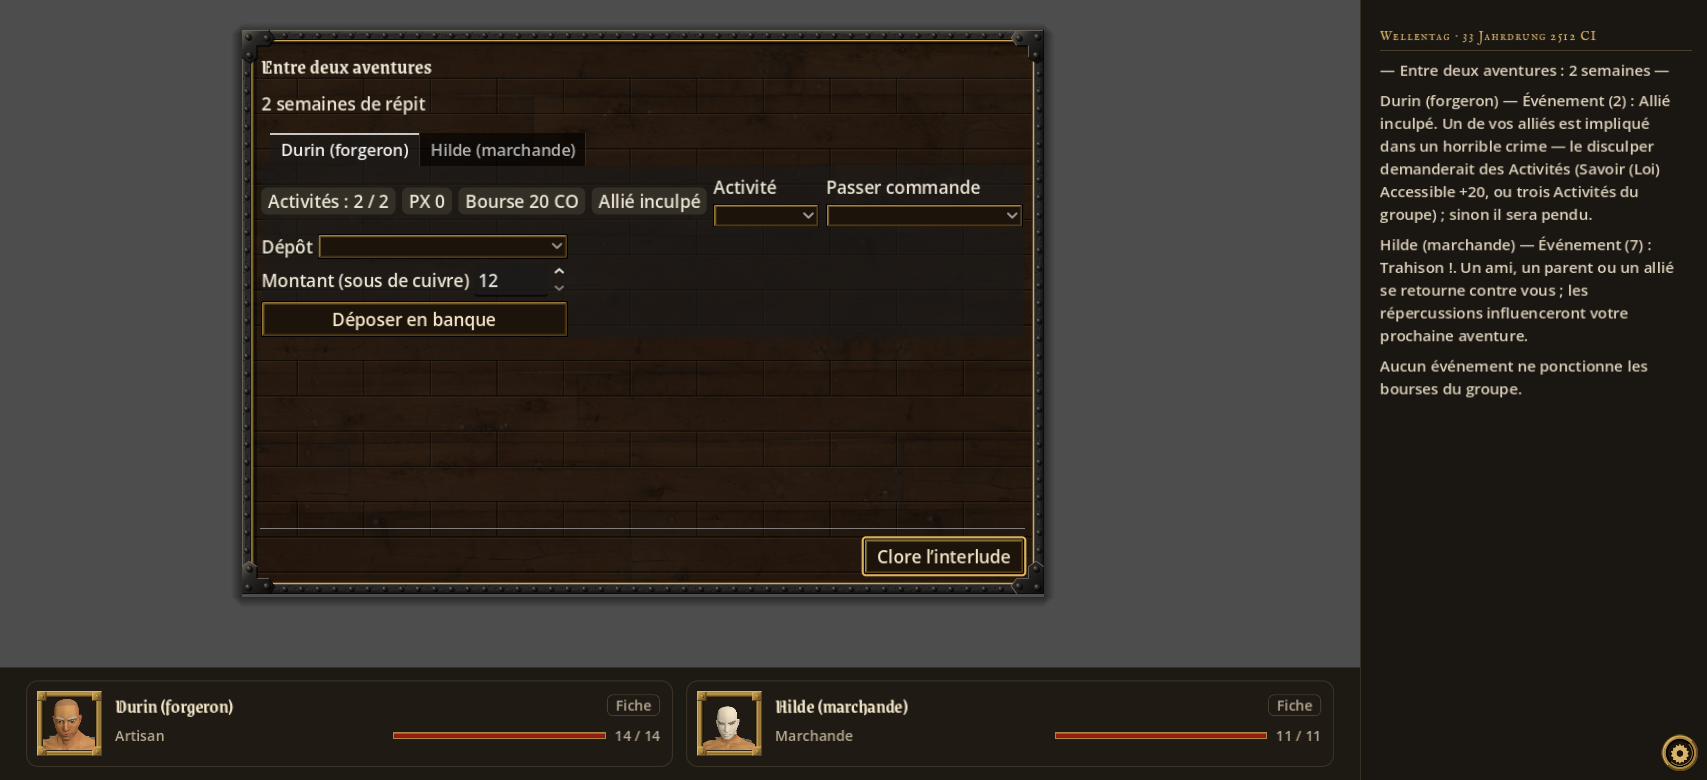 Entre deux aventures
2 semaines de répit
Durin (forgeron) Hilde (marchande)
Activités : 2 / 2 PX 0 Bourse 20 CO Allié inculpé Activité Passer commande
Dépôt
Montant (sous de cuivre) 12
Déposer en banque
Clore l’interlude
Durin (forgeron) Fiche
Artisan 14 / 14
Hilde (marchande) Fiche
Marchande 11 / 11
Wellentag · 33 Jahrdrung 2512 CI
— Entre deux aventures : 2 semaines —
Durin (forgeron) — Événement (2) : Allié
inculpé. Un de vos alliés est impliqué
dans un horrible crime — le disculper
demanderait des Activités (Savoir (Loi)
Accessible +20, ou trois Activités du
groupe) ; sinon il sera pendu.
Hilde (marchande) — Événement (7) :
Trahison !. Un ami, un parent ou un allié
se retourne contre vous ; les
répercussions influenceront votre
prochaine aventure.
Aucun événement ne ponctionne les
bourses du groupe.